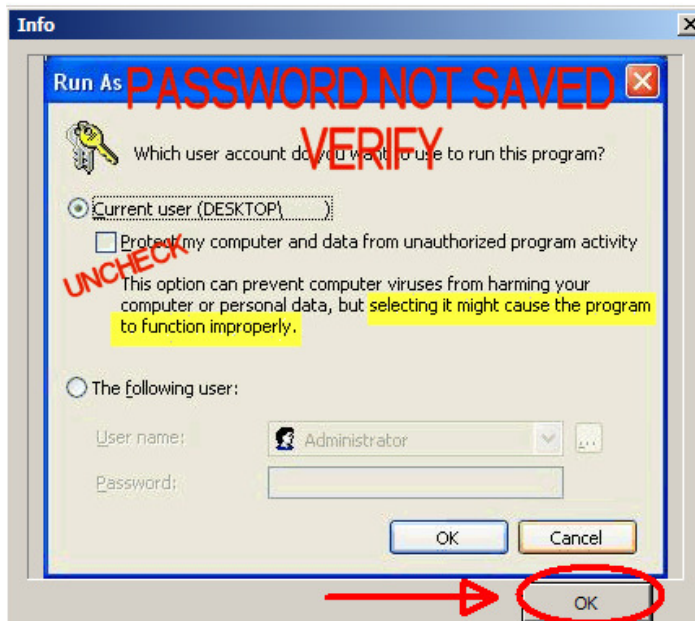 Info
Run As
PASSWORD NOT SAVED
VERIFY
Which user account do you want to use to run this program?
Current user (DESKTOP\ )
Protect my computer and data from unauthorized program activity
UNCHECK
This option can prevent computer viruses from harming your
computer or personal data, but selecting it might cause the program
to function improperly.
The following user:
User name:
Administrator
...
Password:
OK
Cancel
OK